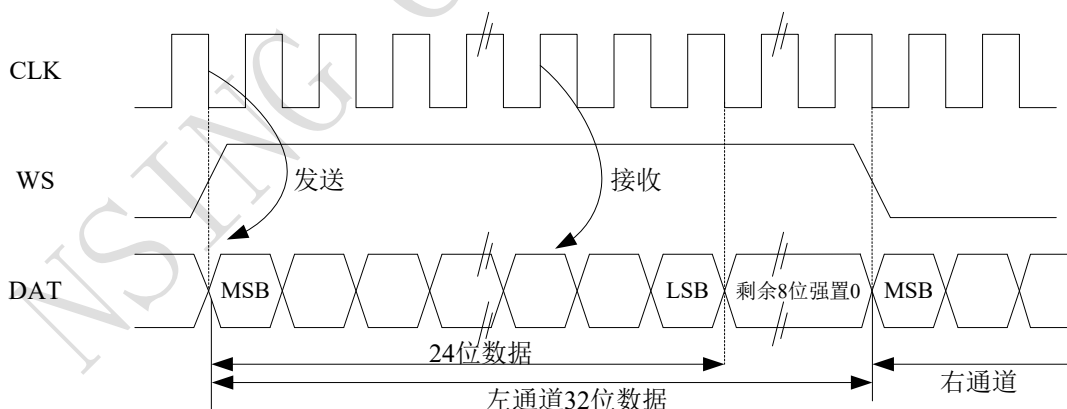 NSING
CLK
WS
发送
接收
DAT
MSB
LSB
剩余8位强置0
MSB
24位数据
右通道
左通道32位数据